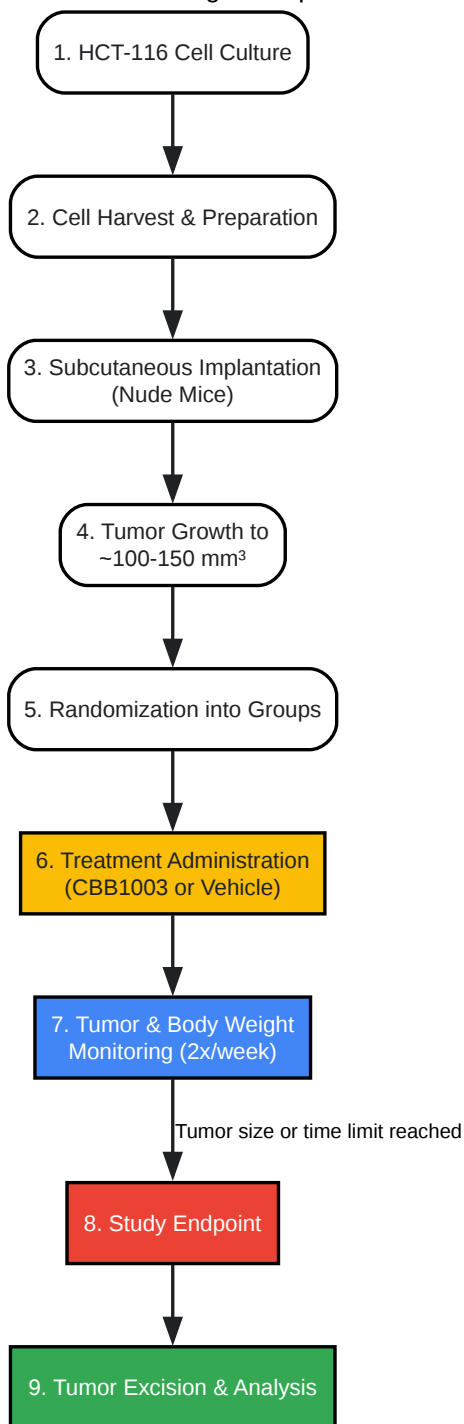 1. HCT-116 Cell Culture
2. Cell Harvest & Preparation
3. Subcutaneous Implantation
(Nude Mice)
4. Tumor Growth to
~100-150 mm³
5. Randomization into Groups
6. Treatment Administration
(CBB1003 or Vehicle)
7. Tumor & Body Weight
Monitoring (2x/week)
Tumor size or time limit reached
8. Study Endpoint
9. Tumor Excision & Analysis